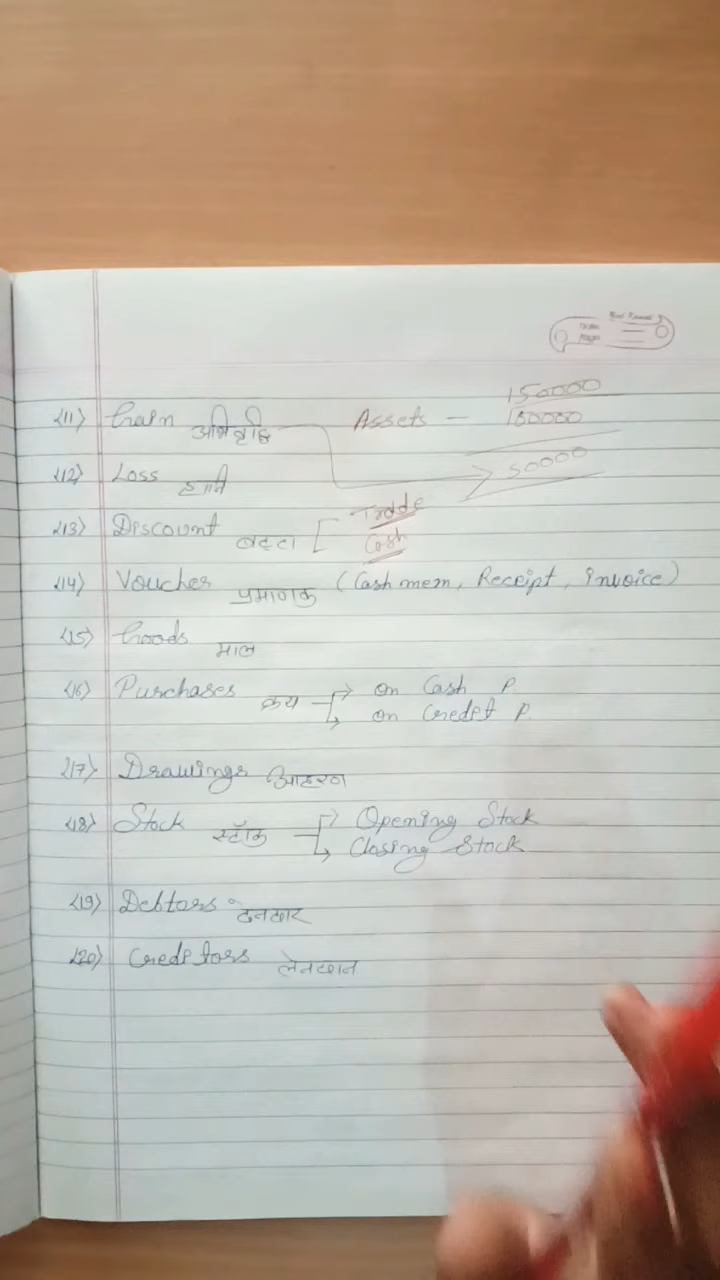 150000
(11) Gain अभिवृद्धि Assets - 100000
50000
(12) Loss हानि
Trade
(13) Discount बट्टा [
Cash
(14) Voucher प्रमाणक (Cash mem, Receipt, Invoice)
(15) Goods माल
(16) Purchases क्रय → on Cash P.
→ on Credit P.
(17) Drawings आहरण
(18) Stock स्टॉक → Opening Stock
→ Closing Stock
(19) Debtors देनदार
(20) Creditors लेनदान